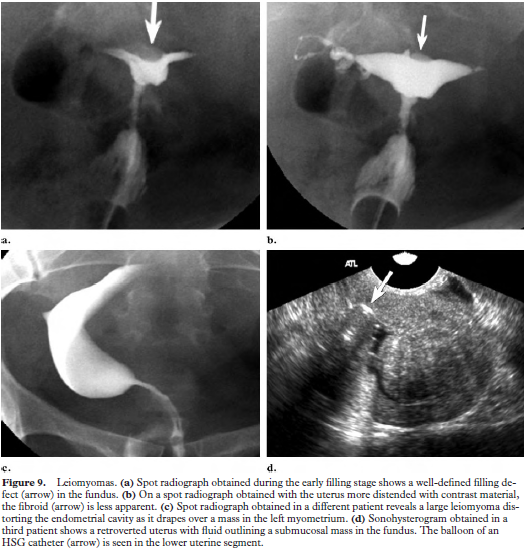 a.
b.
ATL
c.
d.
Figure 9. Leiomyomas. (a) Spot radiograph obtained during the early filling stage shows a well-defined filling de-
fect (arrow) in the fundus. (b) On a spot radiograph obtained with the uterus more distended with contrast material,
the fibroid (arrow) is less apparent. (c) Spot radiograph obtained in a different patient reveals a large leiomyoma dis-
torting the endometrial cavity as it drapes over a mass in the left myometrium. (d) Sonohysterogram obtained in a
third patient shows a retroverted uterus with fluid outlining a submucosal mass in the fundus. The balloon of an
HSG catheter (arrow) is seen in the lower uterine segment.